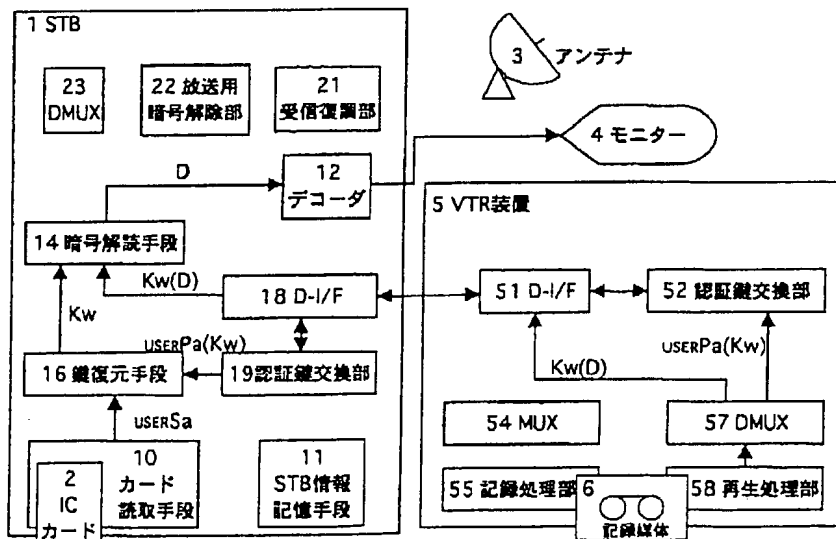 1 STB
23
DMUX
22 放送用
暗号解除部
21
受信復調部
3
アンテナ
4 モニター
D
12
デコーダ
14 暗号解読手段
Kw(D)
18 D-I/F
Kw
USERPa(Kw)
16 鍵復元手段
19認証鍵交換部
USERSa
10
カード
読取手段
2
IC
カード
11
STB情報
記憶手段
5 VTR装置
51 D-I/F
52 認証鍵交換部
USERPa(Kw)
Kw(D)
54 MUX
57 DMUX
55 記録処理部
6
記録媒体
58 再生処理部